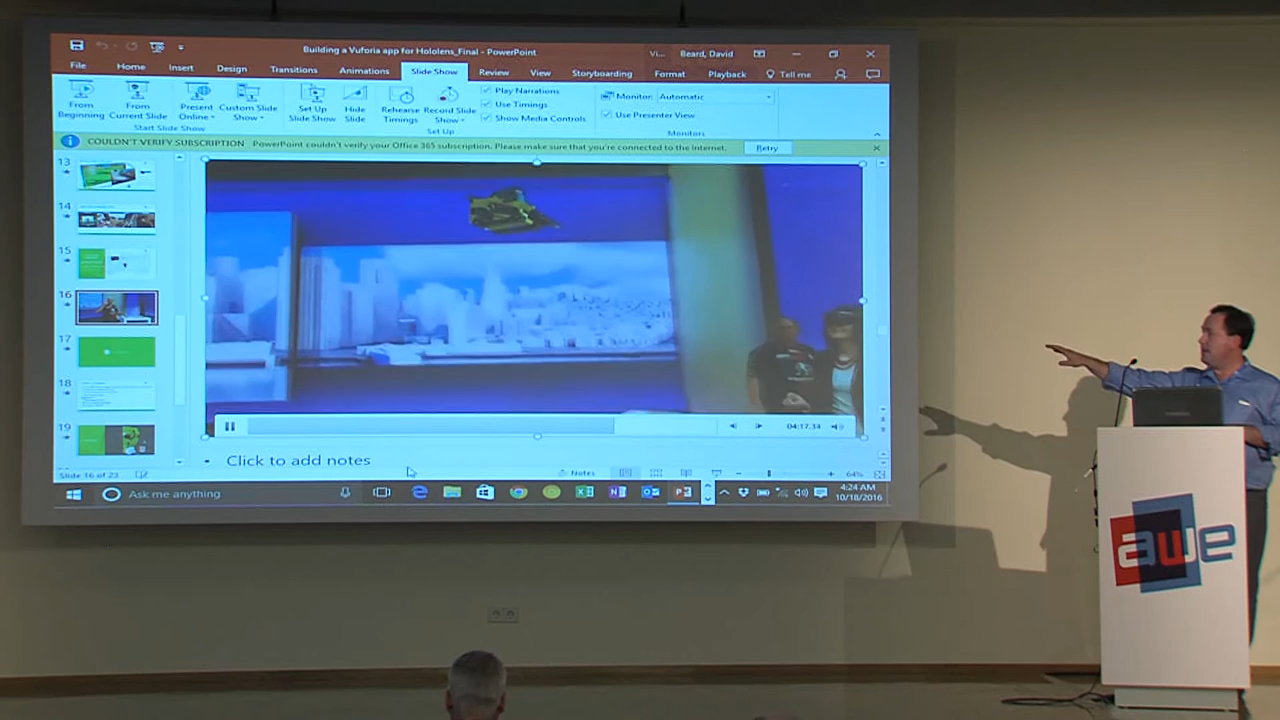 Building a Vuforia app for Hololens_Final - PowerPoint
Vi... Beard, David
File Home Insert Design Transitions Animations Slide Show Review View Storyboarding Format Playback Tell me
From Beginning
From Current Slide
Present Online
Custom Slide Show
Set Up Slide Show
Hide Slide
Rehearse Timings
Record Slide Show
Play Narrations
Use Timings
Show Media Controls
Monitor: Automatic
Use Presenter View
Start Slide Show
Set Up
Monitors
COULDN'T VERIFY SUBSCRIPTION PowerPoint couldn't verify your Office 365 subscription. Please make sure that you're connected to the Internet. Retry
13
14
15
16
17
18
19
04:17.34
Click to add notes
Slide 16 of 23
Notes
64%
Ask me anything
4:24 AM
10/18/2016
awe